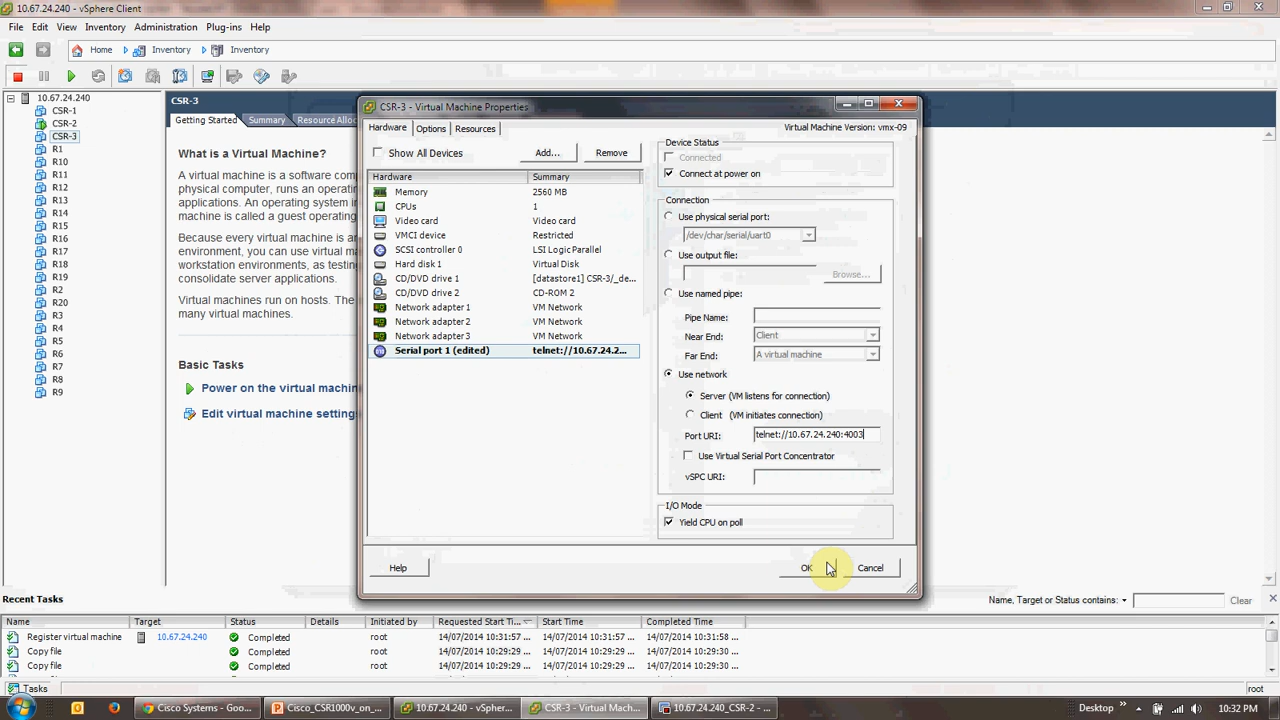 10.67.24.240 - vSphere Client
File Edit View Inventory Administration Plug-ins Help
Home Inventory Inventory
10.67.24.240
CSR-1
CSR-2
CSR-3
R1
R10
R11
R12
R13
R14
R15
R16
R17
R18
R19
R2
R20
R3
R4
R5
R6
R7
R8
R9
CSR-3
Getting Started Summary Resource Alloc
What is a Virtual Machine?
A virtual machine is a software comp
physical computer, runs an operating
applications. An operating system in
machine is called a guest operating
Because every virtual machine is an
environment, you can use virtual ma
workstation environments, as testing
consolidate server applications.
Virtual machines run on hosts. The
many virtual machines.
Basic Tasks
Power on the virtual machin
Edit virtual machine settings
CSR-3 - Virtual Machine Properties
Hardware Options Resources
Virtual Machine Version: vmx-09
Show All Devices Add... Remove
Hardware Summary
Memory 2560 MB
CPUs 1
Video card Video card
VMCI device Restricted
SCSI controller 0 LSI Logic Parallel
Hard disk 1 Virtual Disk
CD/DVD drive 1 [datastore1] CSR-3/_de...
CD/DVD drive 2 CD-ROM 2
Network adapter 1 VM Network
Network adapter 2 VM Network
Network adapter 3 VM Network
Serial port 1 (edited) telnet://10.67.24.2...
Device Status
Connected
Connect at power on
Connection
Use physical serial port:
/dev/char/serial/uart0
Use output file:
Browse...
Use named pipe:
Pipe Name:
Near End: Client
Far End: A virtual machine
Use network
Server (VM listens for connection)
Client (VM initiates connection)
Port URI: telnet://10.67.24.240:4003
Use Virtual Serial Port Concentrator
vSPC URI:
I/O Mode
Yield CPU on poll
Help OK Cancel
Recent Tasks
Name, Target or Status contains: Clear
Name Target Status Details Initiated by Requested Start Ti... Start Time Completed Time
Register virtual machine 10.67.24.240 Completed root 14/07/2014 10:31:57 ... 14/07/2014 10:31:57 ... 14/07/2014 10:31:58 ...
Copy file Completed root 14/07/2014 10:29:29 ... 14/07/2014 10:29:29 ... 14/07/2014 10:29:30 ...
Copy file Completed root 14/07/2014 10:29:29 ... 14/07/2014 10:29:29 ... 14/07/2014 10:29:30 ...
Tasks root
Cisco Systems - Goo... Cisco_CSR1000v_on_... 10.67.24.240 - vSphe... CSR-3 - Virtual Mach... 10.67.24.240_CSR-2 - ... Desktop 10:32 PM